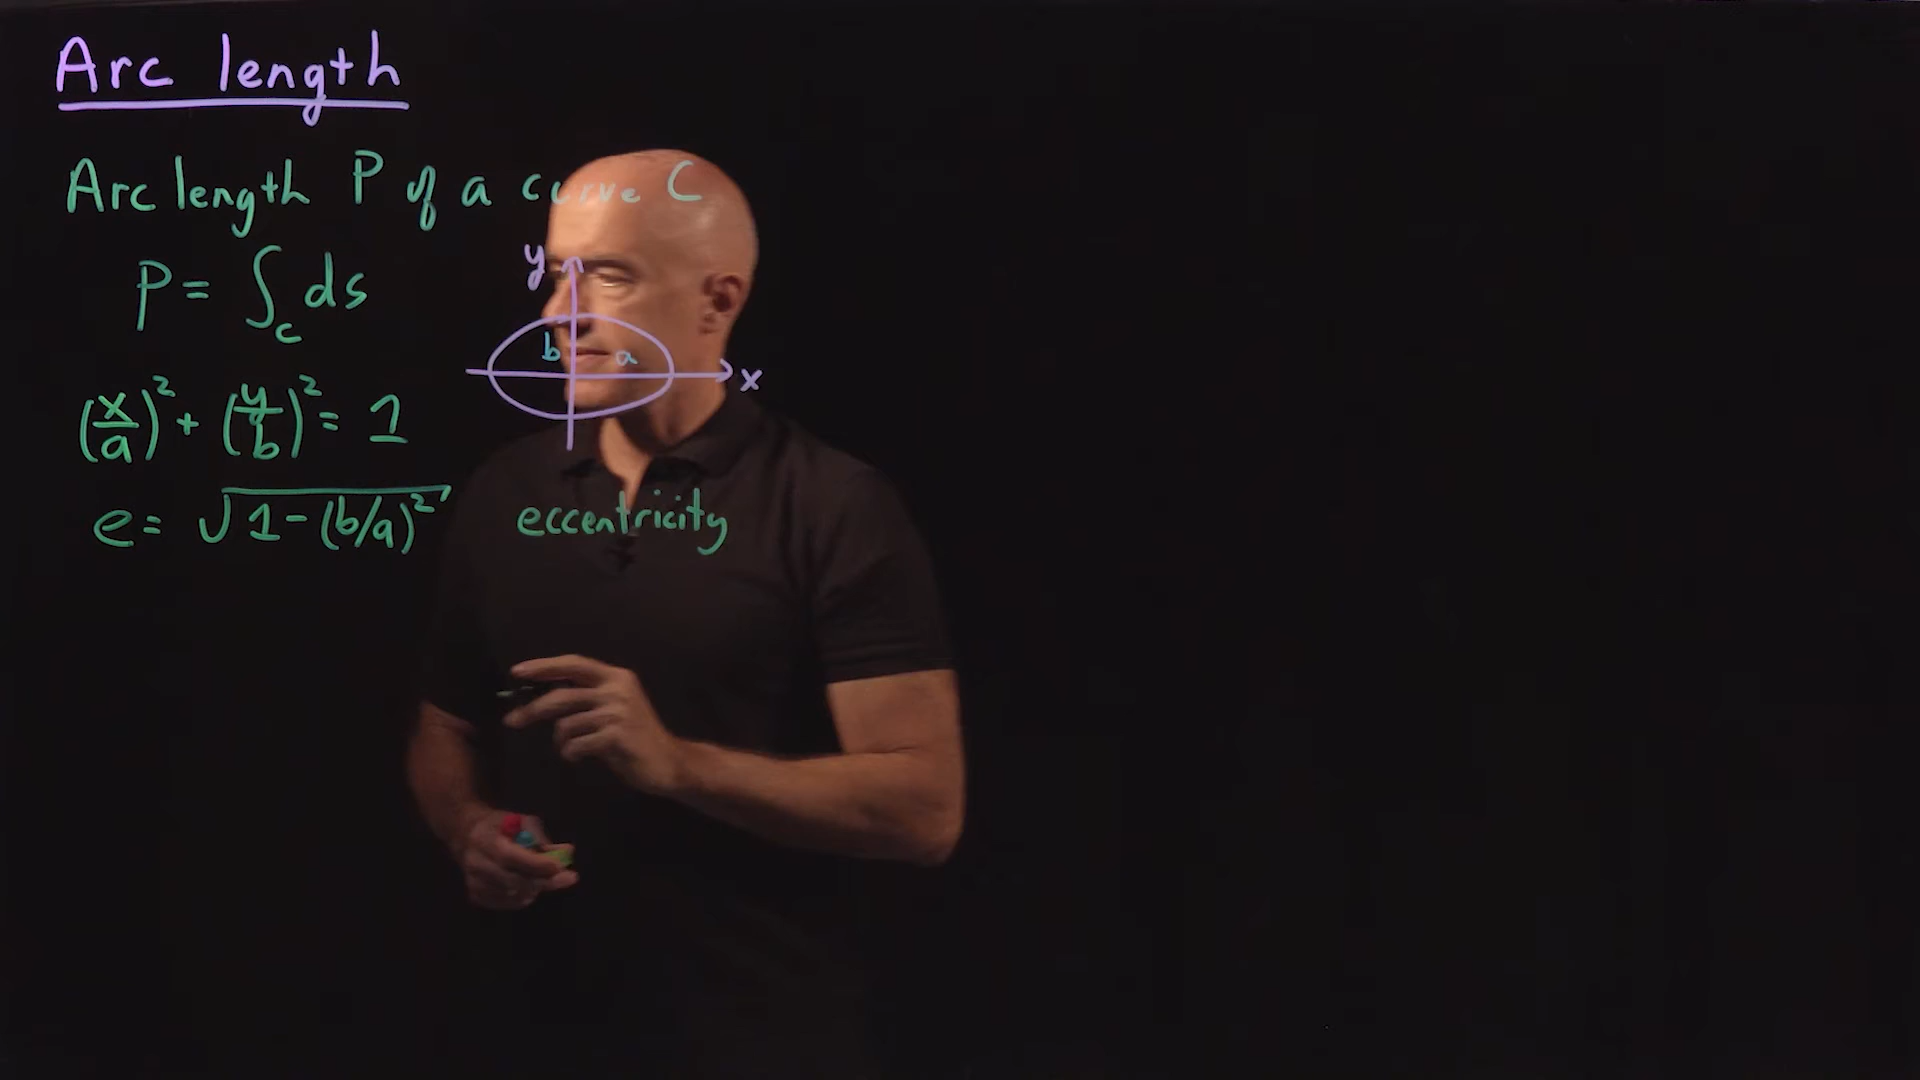 Arc length
Arc length P of a curve C
P = ∫_C ds
y
b a
x
(x/a)² + (y/b)² = 1
e = √(1-(b/a)²) eccentricity